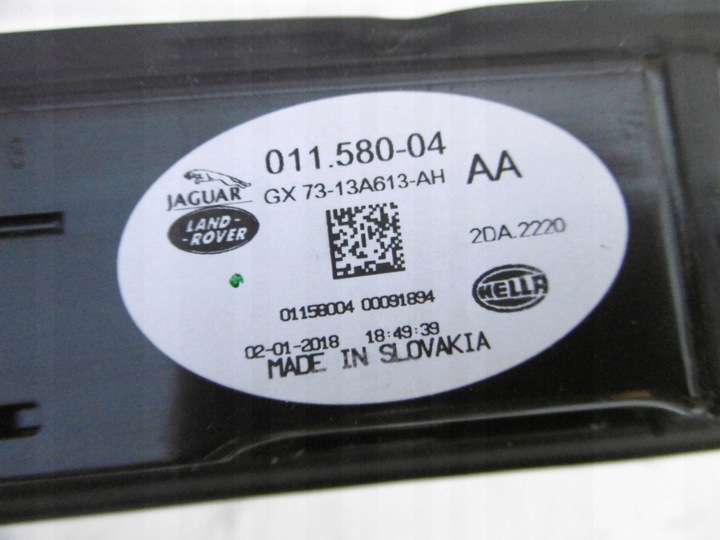 011.580-04
JAGUAR
GX 73-13A613-AH
AA
LAND-
-ROVER
2DA.2220
HELLA
01158004 00091894
02-01-2018 18:49:39
MADE IN SLOVAKIA